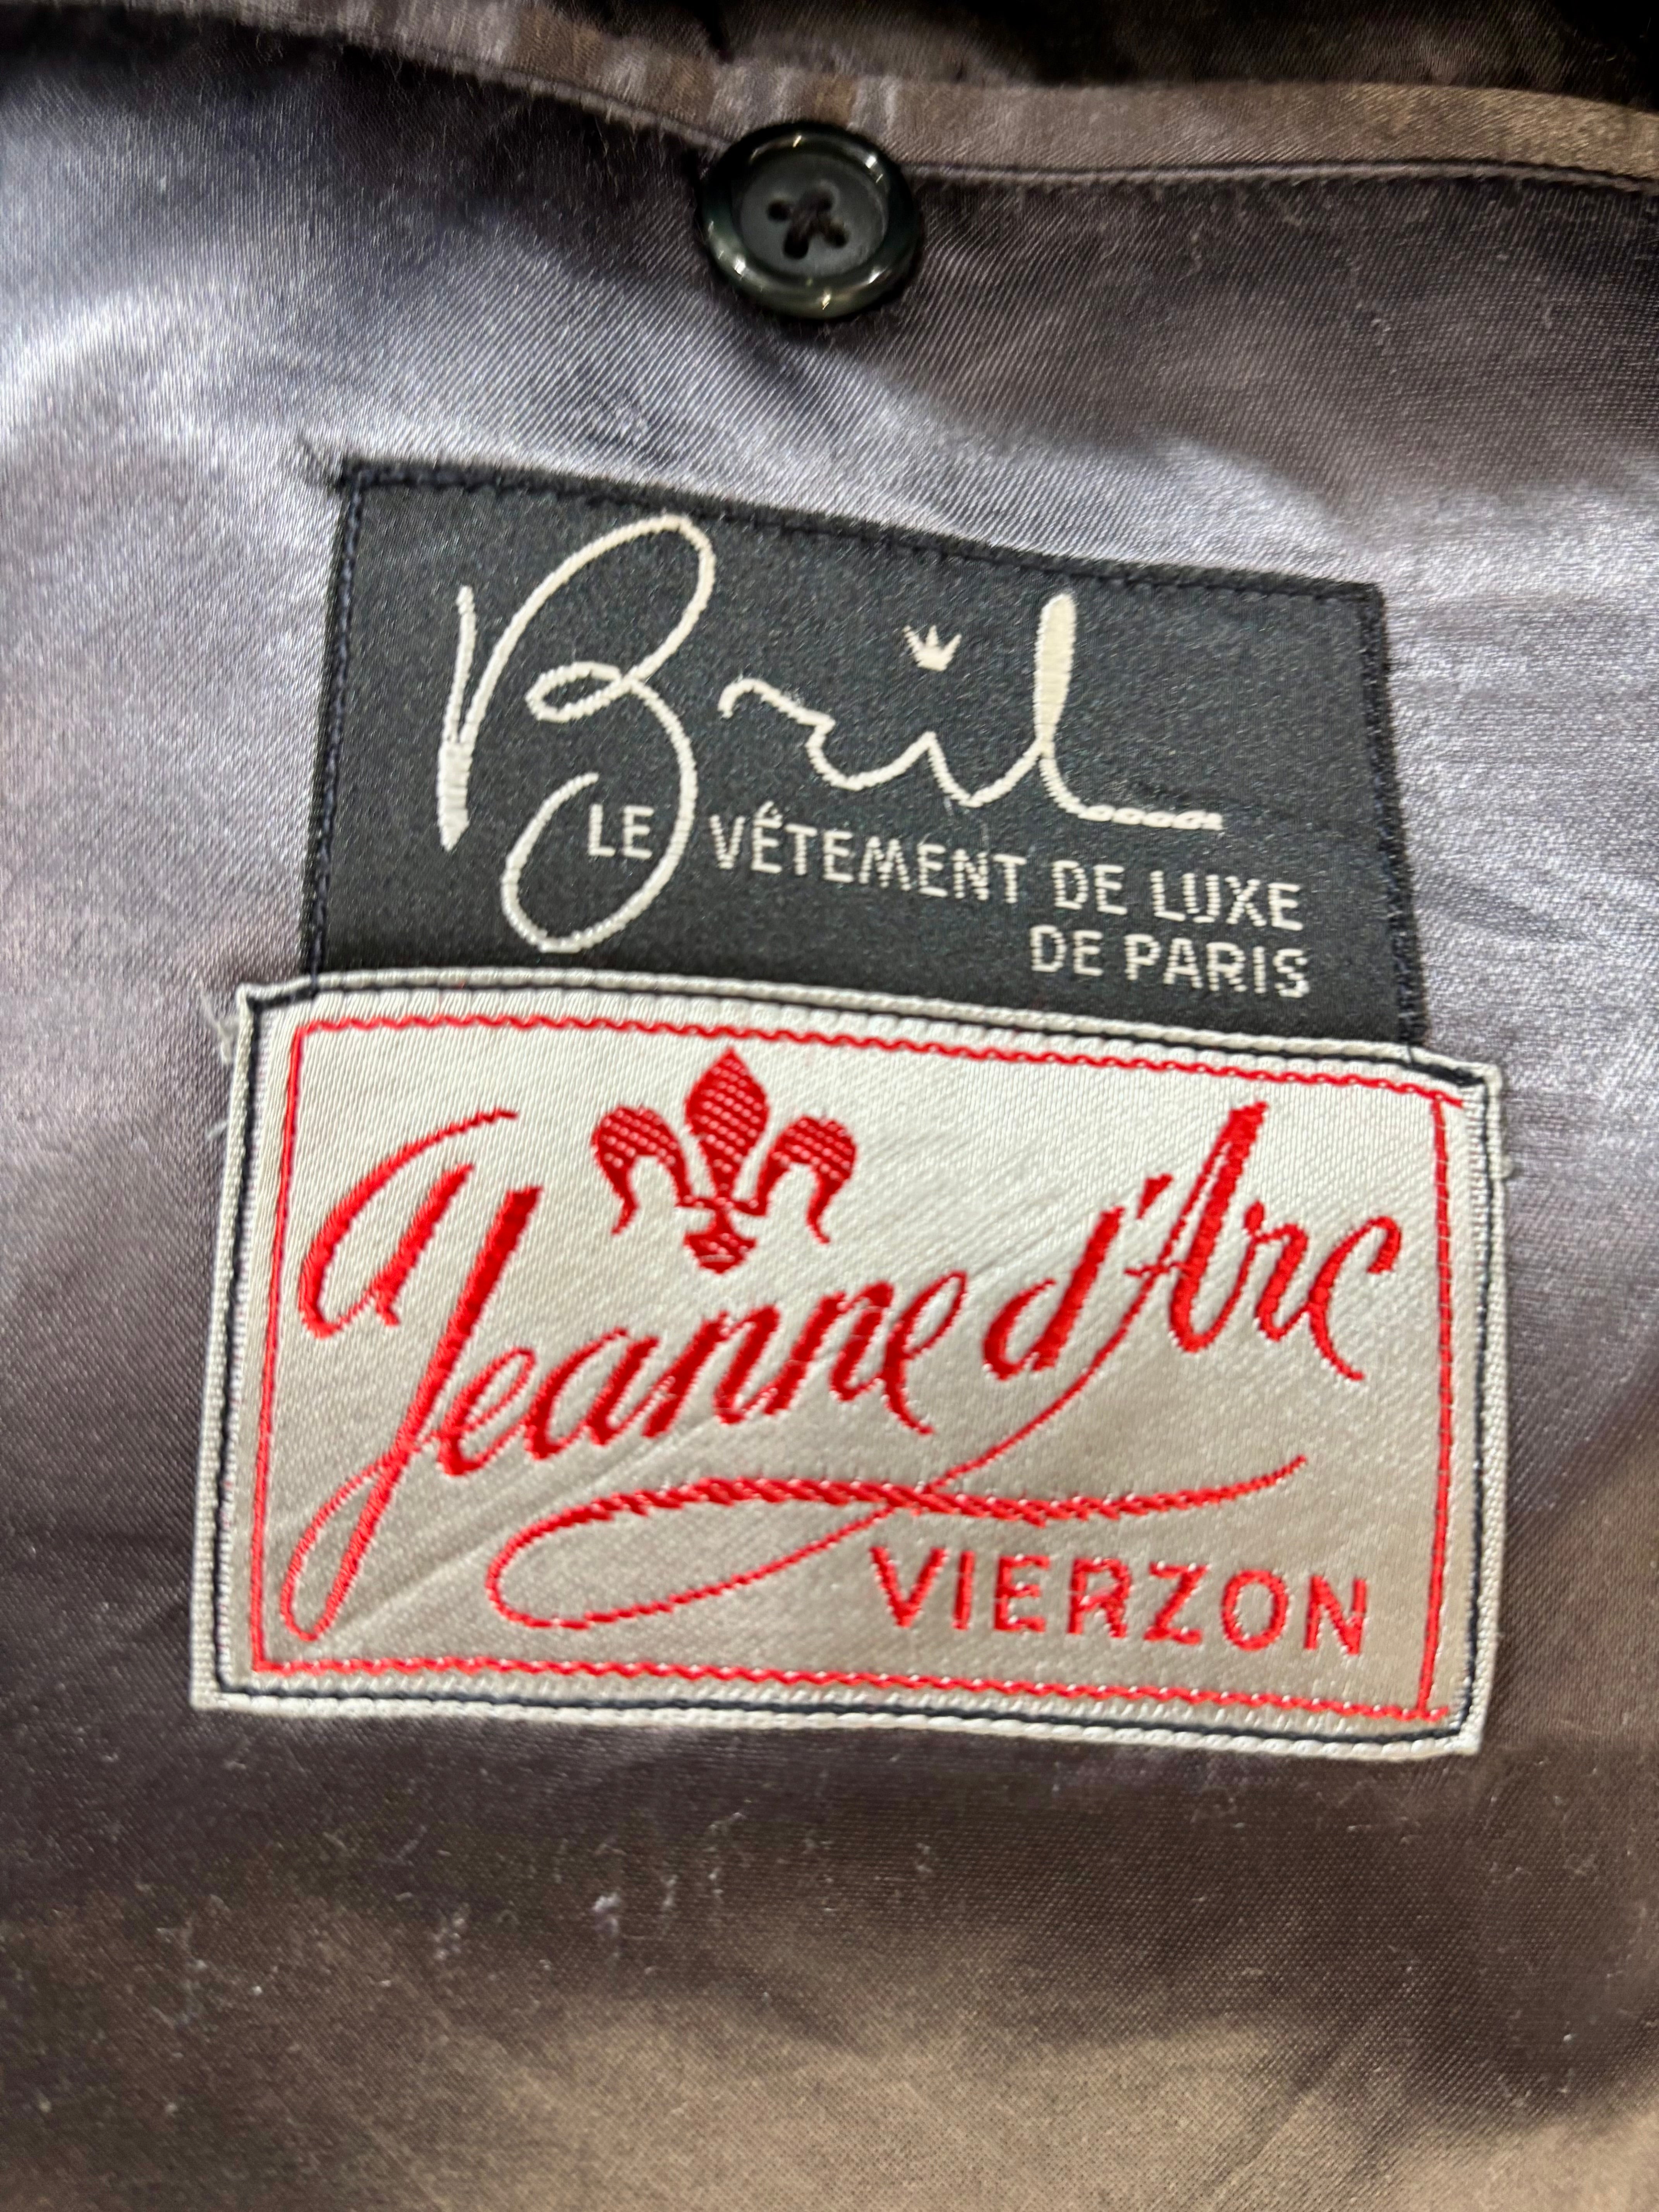 Bril
LE VÊTEMENT DE LUXE
DE PARIS
A Jeanne d'Arc
VIERZON